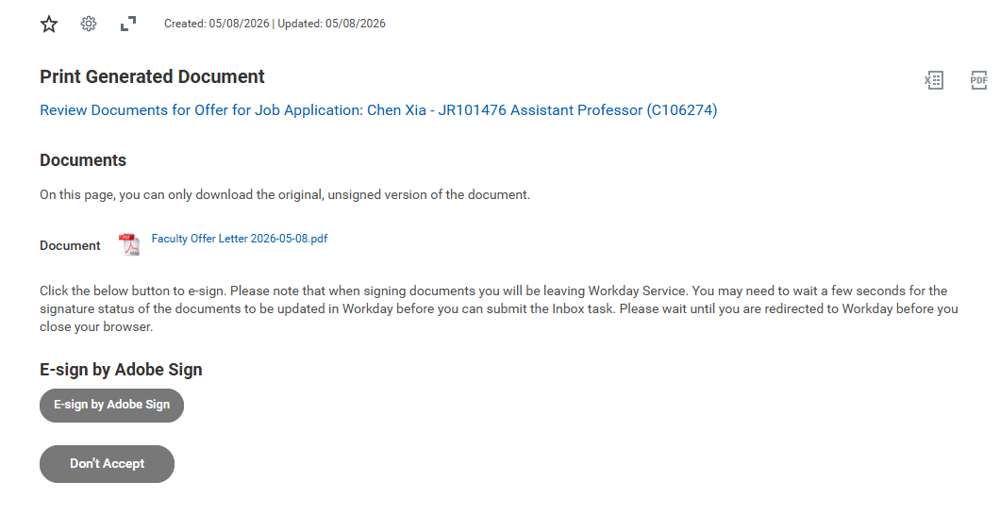 Created: 05/08/2026 | Updated: 05/08/2026
Print Generated Document
Review Documents for Offer for Job Application: Chen Xia - JR101476 Assistant Professor (C106274)
Documents
On this page, you can only download the original, unsigned version of the document.
Document
Faculty Offer Letter 2026-05-08.pdf
Click the below button to e-sign. Please note that when signing documents you will be leaving Workday Service. You may need to wait a few seconds for the
signature status of the documents to be updated in Workday before you can submit the Inbox task. Please wait until you are redirected to Workday before you
close your browser.
E-sign by Adobe Sign
E-sign by Adobe Sign
Don't Accept
X
PDF